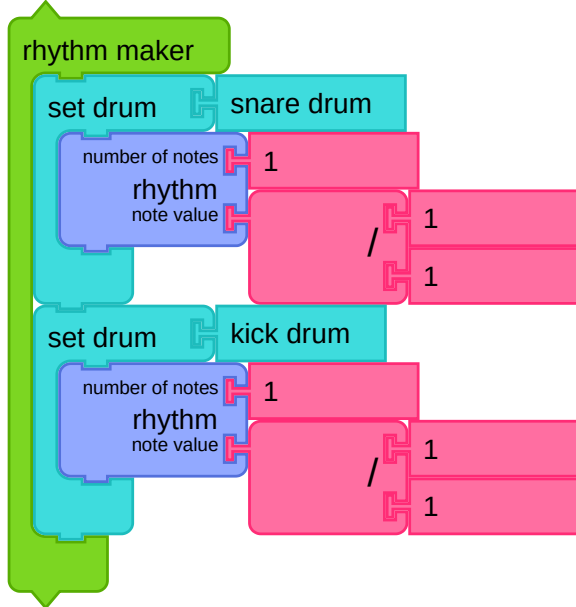 rhythm maker
set drum snare drum
number of notes 1
rhythm
note value
/ 1
1
set drum kick drum
number of notes 1
rhythm
note value
/ 1
1